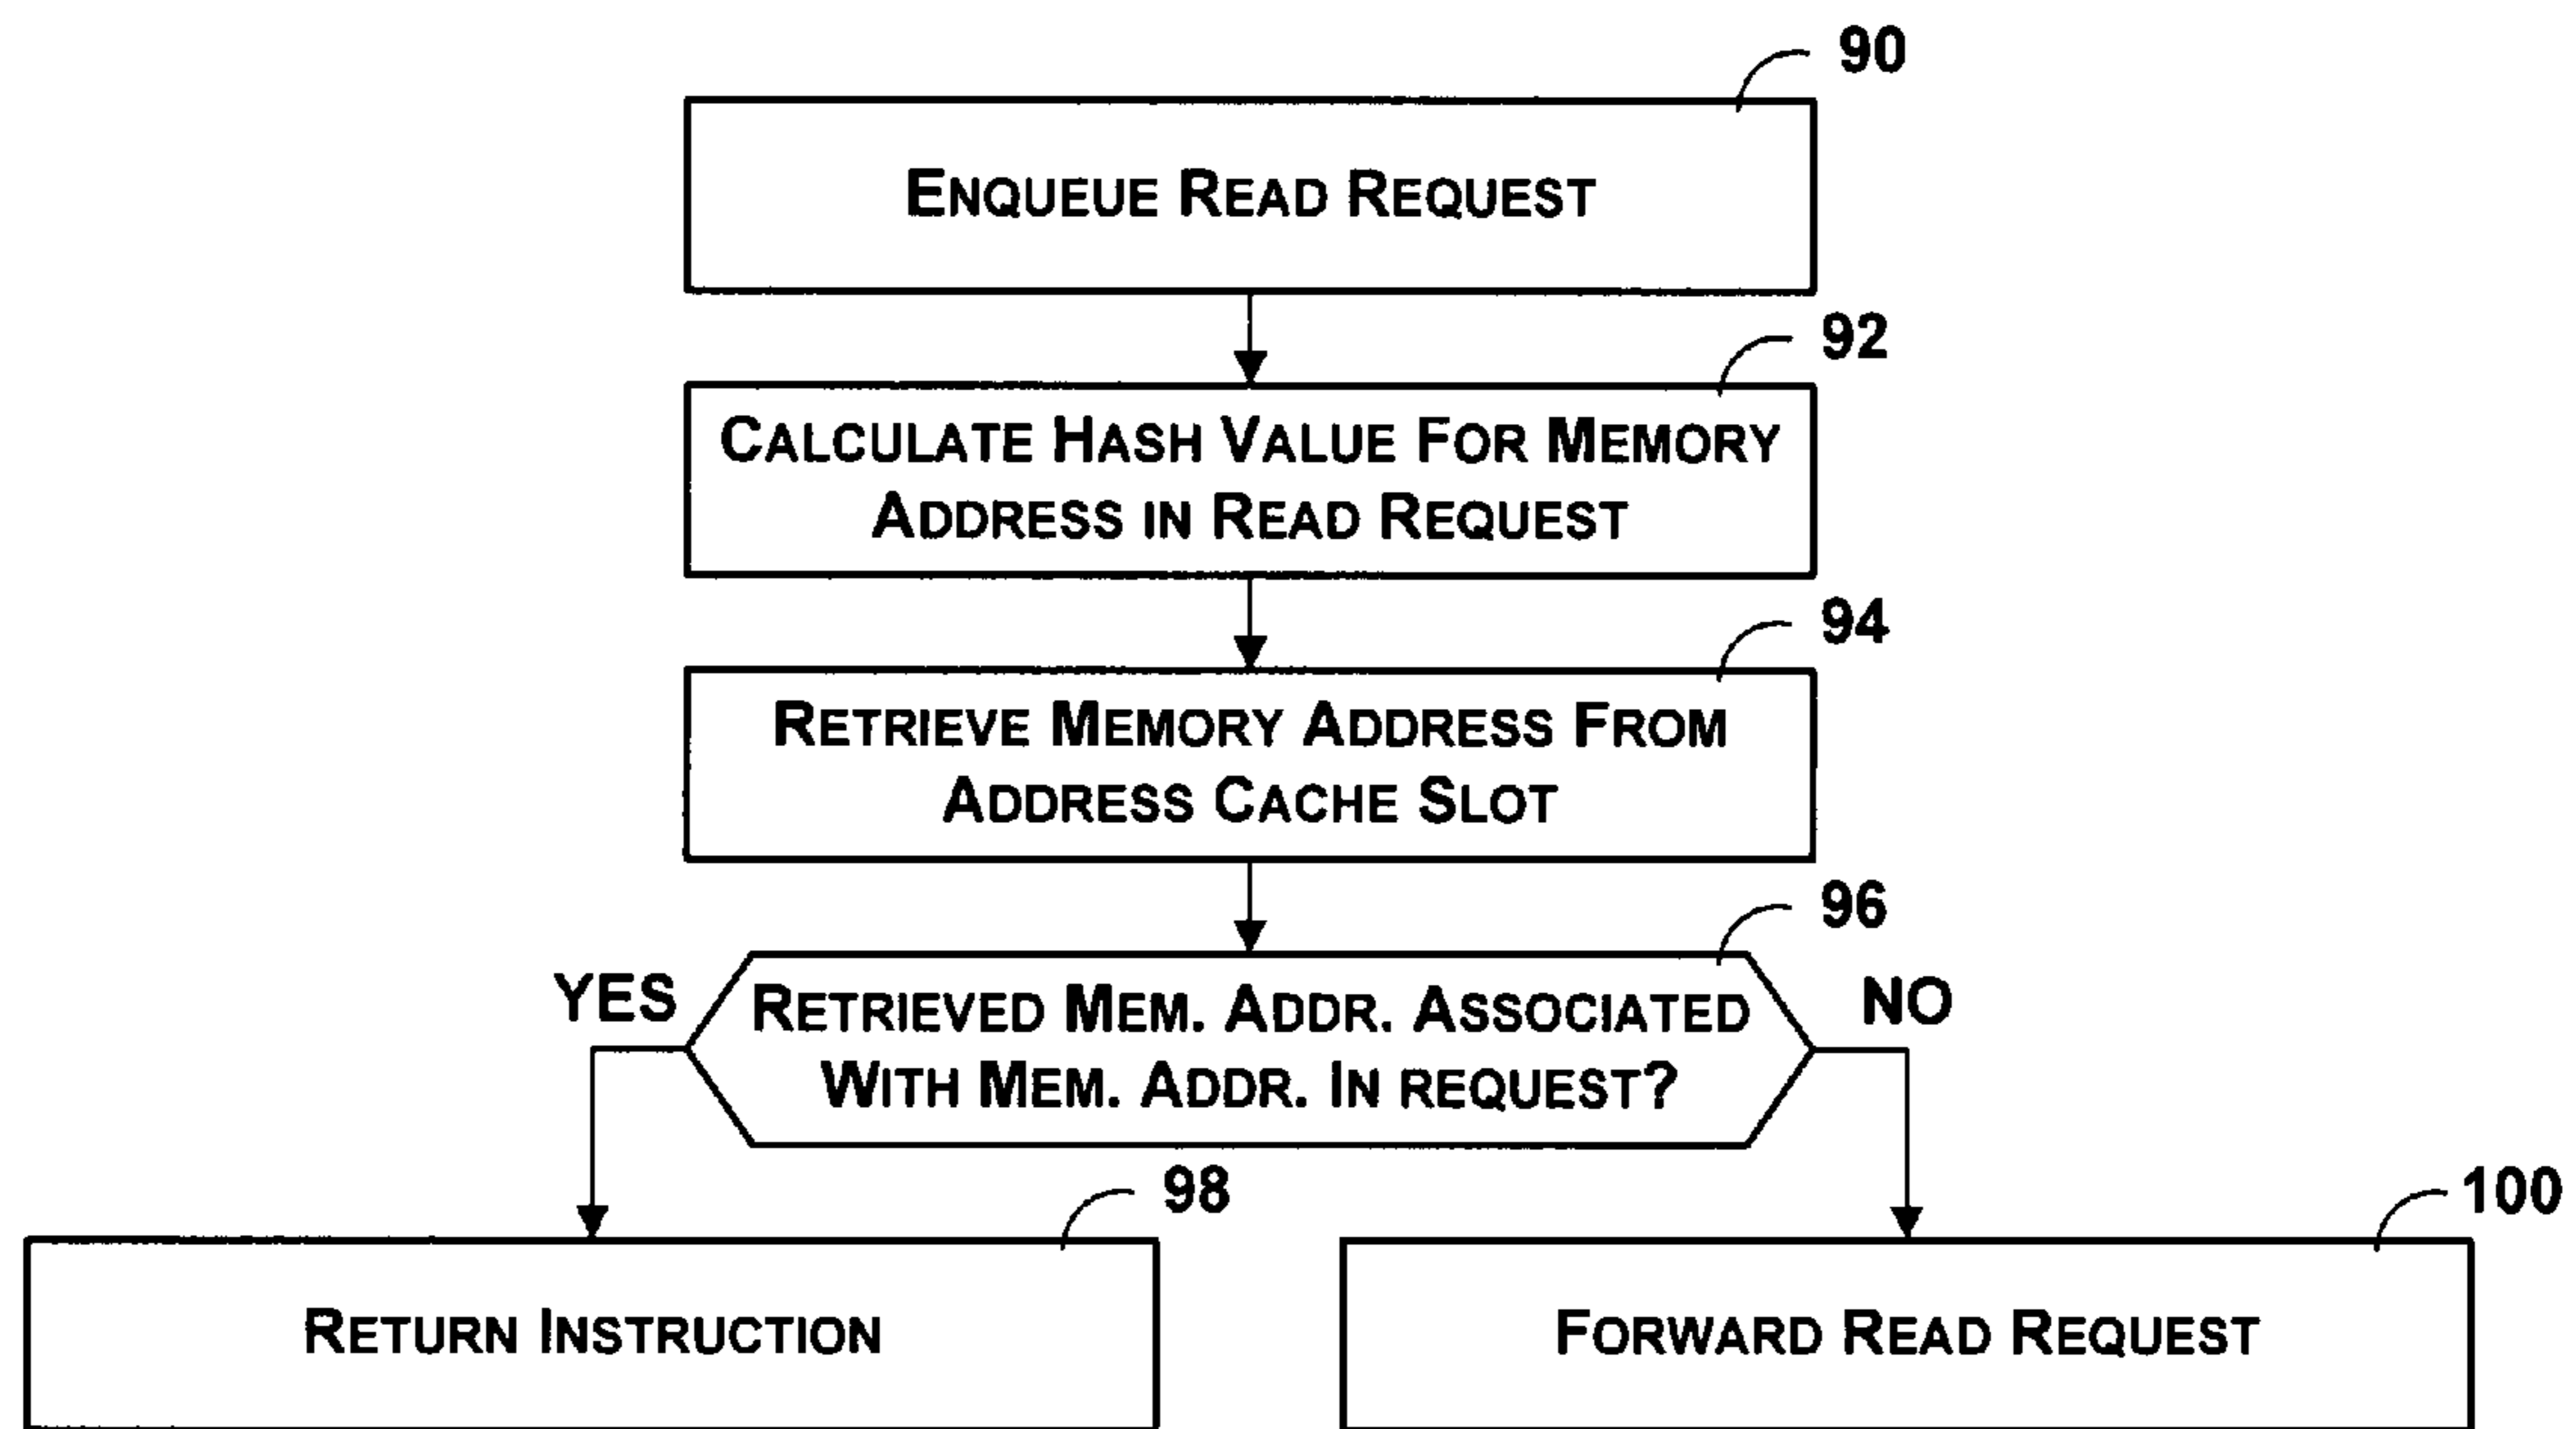 90
ENQUEUE READ REQUEST
92
CALCULATE HASH VALUE FOR MEMORY
ADDRESS IN READ REQUEST
94
RETRIEVE MEMORY ADDRESS FROM
ADDRESS CACHE SLOT
96
YES
RETRIEVED MEM. ADDR. ASSOCIATED
WITH MEM. ADDR. IN REQUEST?
NO
98
RETURN INSTRUCTION
100
FORWARD READ REQUEST